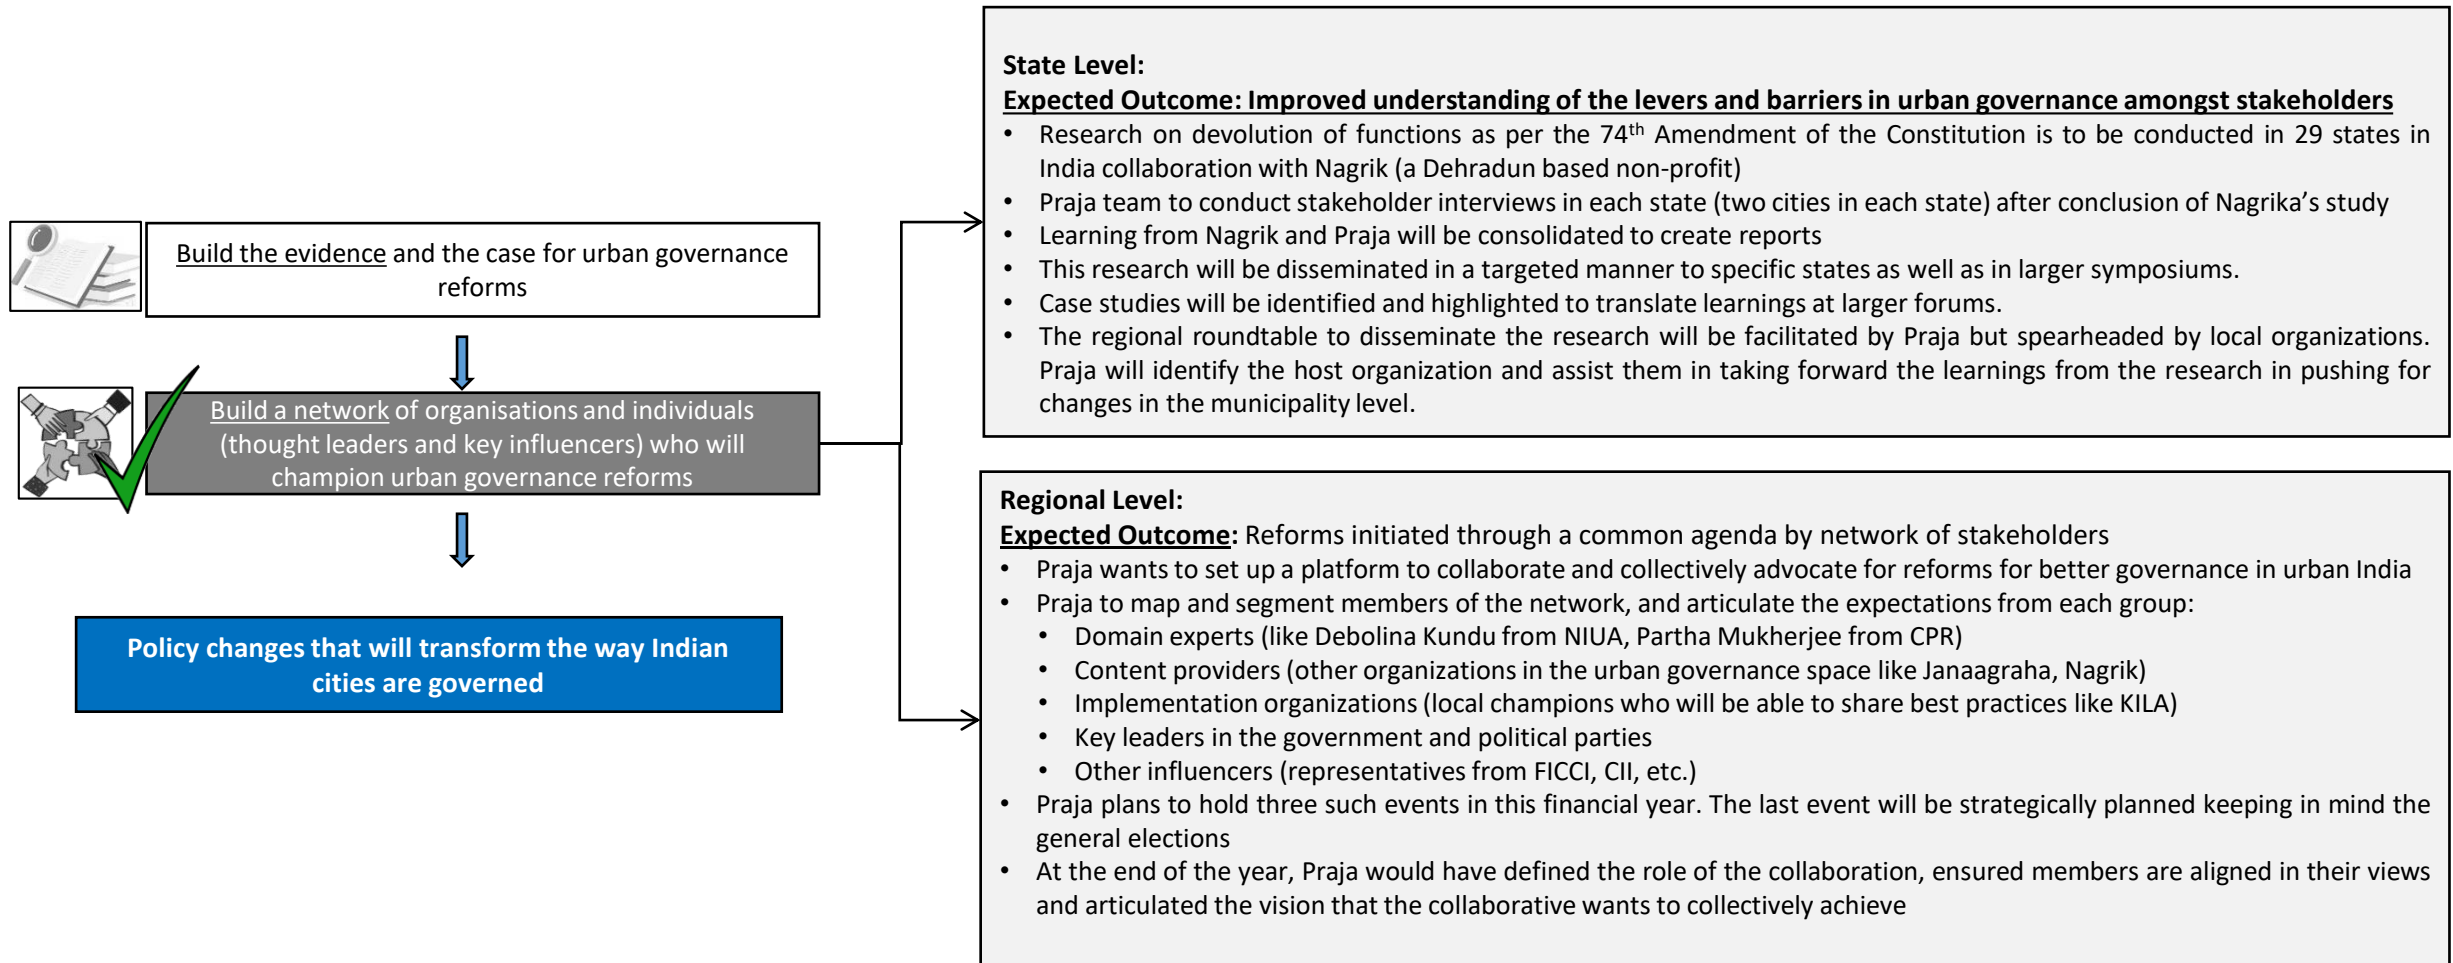 Build the evidence and the case for urban governance
reforms
Build a network of organisations and individuals
(thought leaders and key influencers) who will
champion urban governance reforms
Policy changes that will transform the way Indian
cities are governed
State Level:
Expected Outcome: Improved understanding of the levers and barriers in urban governance amongst stakeholders
• Research on devolution of functions as per the 74th Amendment of the Constitution is to be conducted in 29 states in
India collaboration with Nagrik (a Dehradun based non-profit)
• Praja team to conduct stakeholder interviews in each state (two cities in each state) after conclusion of Nagrika's study
• Learning from Nagrik and Praja will be consolidated to create reports
• This research will be disseminated in a targeted manner to specific states as well as in larger symposiums.
• Case studies will be identified and highlighted to translate learnings at larger forums.
• The regional roundtable to disseminate the research will be facilitated by Praja but spearheaded by local organizations.
Praja will identify the host organization and assist them in taking forward the learnings from the research in pushing for
changes in the municipality level.
Regional Level:
Expected Outcome: Reforms initiated through a common agenda by network of stakeholders
• Praja wants to set up a platform to collaborate and collectively advocate for reforms for better governance in urban India
• Praja to map and segment members of the network, and articulate the expectations from each group:
• Domain experts (like Debolina Kundu from NIUA, Partha Mukherjee from CPR)
• Content providers (other organizations in the urban governance space like Janaagraha, Nagrik)
• Implementation organizations (local champions who will be able to share best practices like KILA)
• Key leaders in the government and political parties
• Other influencers (representatives from FICCI, CII, etc.)
• Praja plans to hold three such events in this financial year. The last event will be strategically planned keeping in mind the
general elections
• At the end of the year, Praja would have defined the role of the collaboration, ensured members are aligned in their views
and articulated the vision that the collaborative wants to collectively achieve